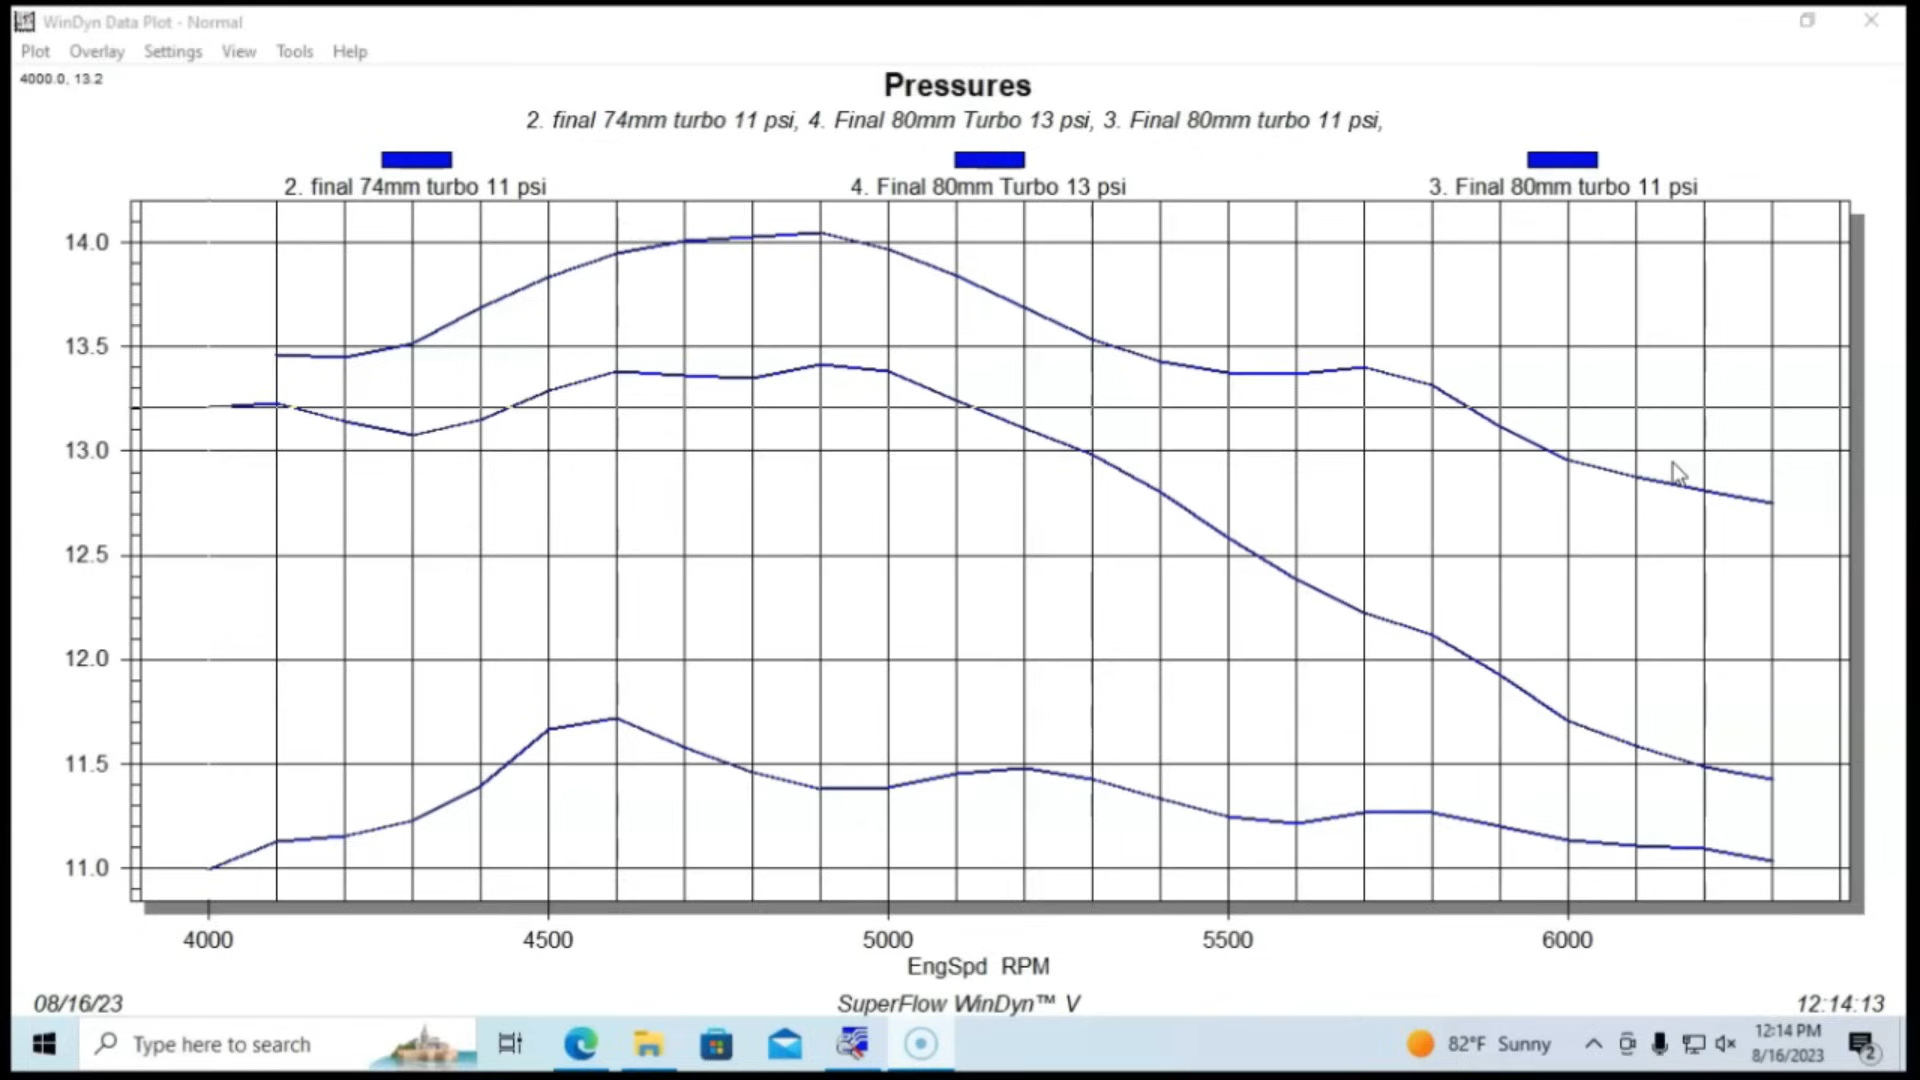 WinDyn Data Plot - Normal
Plot Overlay Settings View Tools Help
4000.0, 13.2
Pressures
2. final 74mm turbo 11 psi, 4. Final 80mm Turbo 13 psi, 3. Final 80mm turbo 11 psi,
2. final 74mm turbo 11 psi 4. Final 80mm Turbo 13 psi 3. Final 80mm turbo 11 psi
14.0
13.5
13.0
12.5
12.0
11.5
11.0
4000 4500 5000 5500 6000
EngSpd RPM
08/16/23 SuperFlow WinDyn™ V 12:14:13
Type here to search 82°F Sunny 12:14 PM
8/16/2023 2